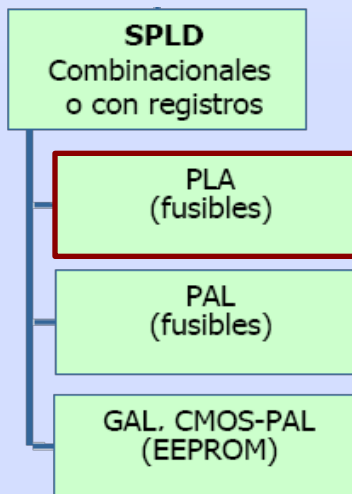 SPLD
Combinacionales
o con registros
PLA
(fusibles)
PAL
(fusibles)
GAL. CMOS-PAL
(EEPROM)